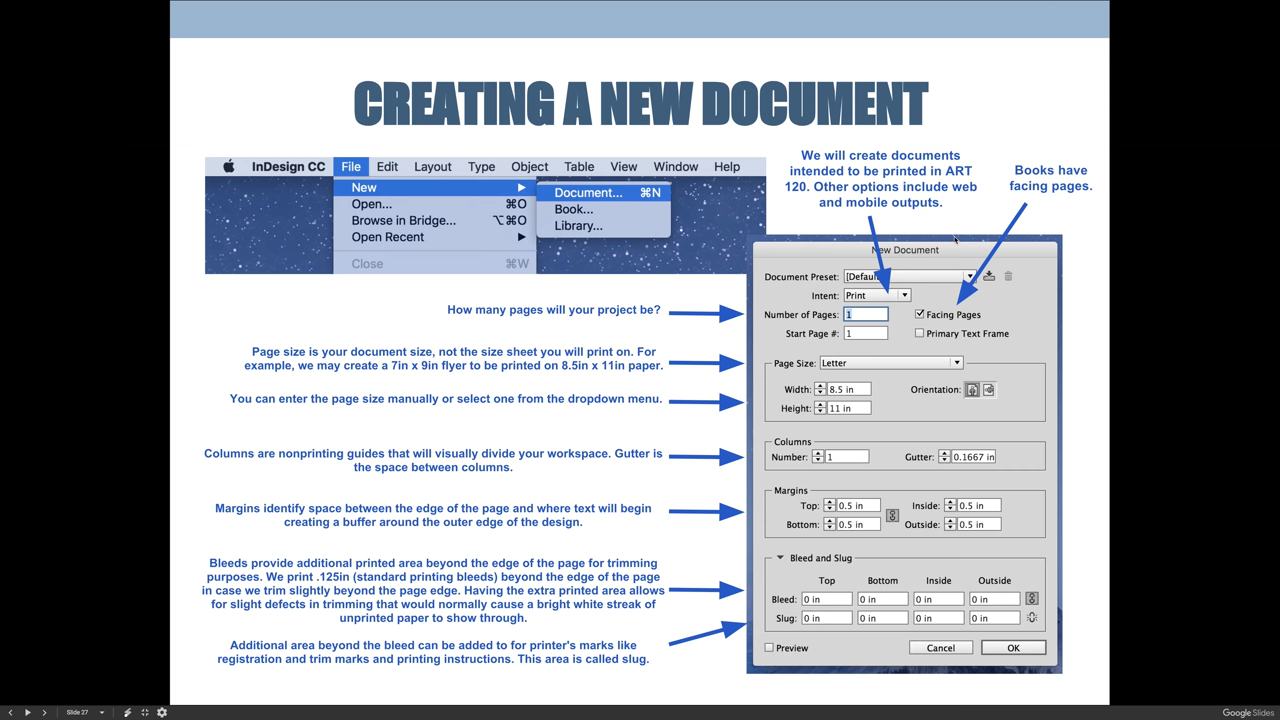 CREATING A NEW DOCUMENT
InDesign CC File Edit Layout Type Object Table View Window Help
New
Open... ⌘O
Browse in Bridge... ⌥⌘O
Open Recent
Close ⌘W
Document... ⌘N
Book...
Library...
We will create documents
intended to be printed in ART
120. Other options include web
and mobile outputs.
Books have
facing pages.
How many pages will your project be?
Page size is your document size, not the size sheet you will print on. For
example, we may create a 7in x 9in flyer to be printed on 8.5in x 11in paper.
You can enter the page size manually or select one from the dropdown menu.
Columns are nonprinting guides that will visually divide your workspace. Gutter is
the space between columns.
Margins identify space between the edge of the page and where text will begin
creating a buffer around the outer edge of the design.
Bleeds provide additional printed area beyond the edge of the page for trimming
purposes. We print .125in (standard printing bleeds) beyond the edge of the page
in case we trim slightly beyond the page edge. Having the extra printed area allows
for slight defects in trimming that would normally cause a bright white streak of
unprinted paper to show through.
Additional area beyond the bleed can be added to for printer's marks like
registration and trim marks and printing instructions. This area is called slug.
New Document
Document Preset:
Intent: Print
Number of Pages: 1 Facing Pages
Start Page #: 1 Primary Text Frame
Page Size: Letter
Width: 8.5 in Orientation:
Height: 11 in
Columns
Number: 1 Gutter: 0.1667 in
Margins
Top: 0.5 in Inside: 0.5 in
Bottom: 0.5 in Outside: 0.5 in
Bleed and Slug
Top Bottom Inside Outside
Bleed: 0 in 0 in 0 in 0 in
Slug: 0 in 0 in 0 in 0 in
Preview Cancel OK
Slide 27
Google Slides